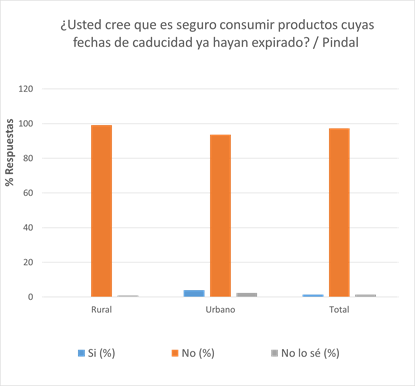 ¿Usted cree que es seguro consumir productos cuyas
fechas de caducidad ya hayan expirado? / Pindal
% Respuestas
120
100
80
60
40
20
0
Rural
Urbano
Total
Si (%)
No (%)
No lo sé (%)